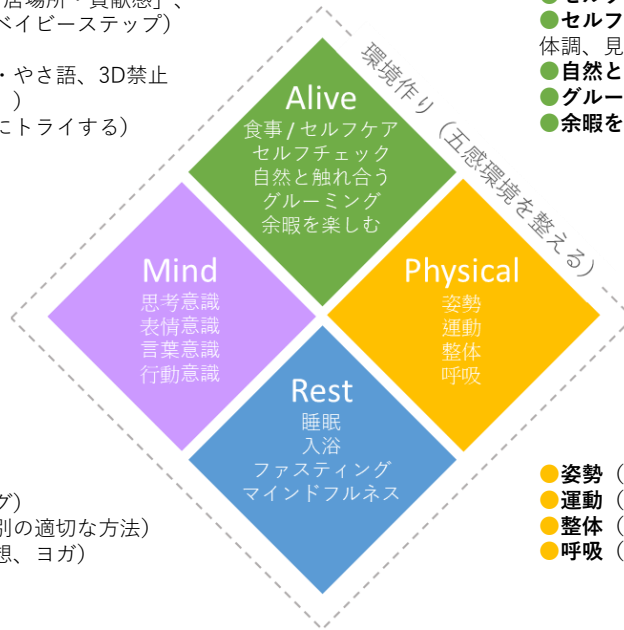 居場所・貢献感」、
ベイビーステップ）
・やさ語、3D禁止
）
にトライする）
●セルフ
体調、見
●自然と
●グルー
●余暇を
環境作り（五感環境を整える）
Alive
食事 / セルフケア
セルフチェック
自然と触れ合う
グルーミング
余暇を楽しむ
Mind
思考意識
表情意識
言葉意識
行動意識
Physical
姿勢
運動
整体
呼吸
Rest
睡眠
入浴
ファスティング
マインドフルネス
グ）
別の適切な方法）
想、ヨガ）
●姿勢（
●運動（
●整体（
●呼吸（